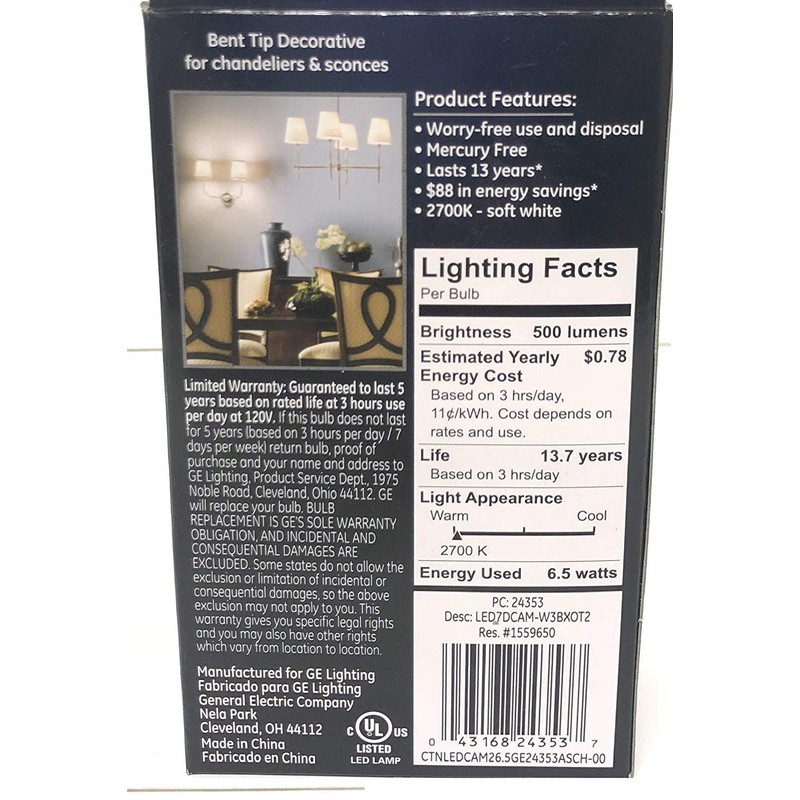 Bent Tip Decorative
for chandeliers & sconces
Product Features:
• Worry-free use and disposal
• Mercury Free
• Lasts 13 years*
• $88 in energy savings*
• 2700K - soft white
Lighting Facts
Per Bulb
Brightness 500 lumens
Estimated Yearly $0.78
Energy Cost
Based on 3 hrs/day,
11¢/kWh. Cost depends on
rates and use.
Life 13.7 years
Based on 3 hrs/day
Light Appearance
Warm Cool
2700 K
Energy Used 6.5 watts
Limited Warranty: Guaranteed to last 5
years based on rated life at 3 hours use
per day at 120V. If this bulb does not last
for 5 years (based on 3 hours per day / 7
days per week) return bulb, proof of
purchase and your name and address to
GE Lighting, Product Service Dept., 1975
Noble Road, Cleveland, Ohio 44112. GE
will replace your bulb. BULB
REPLACEMENT IS GE'S SOLE WARRANTY
OBLIGATION, AND INCIDENTAL AND
CONSEQUENTIAL DAMAGES ARE
EXCLUDED. Some states do not allow the
exclusion or limitation of incidental or
consequential damages, so the above
exclusion may not apply to you. This
warranty gives you specific legal rights
and you may also have other rights
which vary from location to location.
Manufactured for GE Lighting
Fabricado para GE Lighting
General Electric Company
Nela Park
Cleveland, OH 44112
Made in China
Fabricado en China
C UL US
LISTED
LED LAMP
PC: 24353
Desc: LED7DCAM-W3BXOT2
Res. #1559650
0 43168 24353 7
CTNLEDCAM26.5GE24353ASCH-00